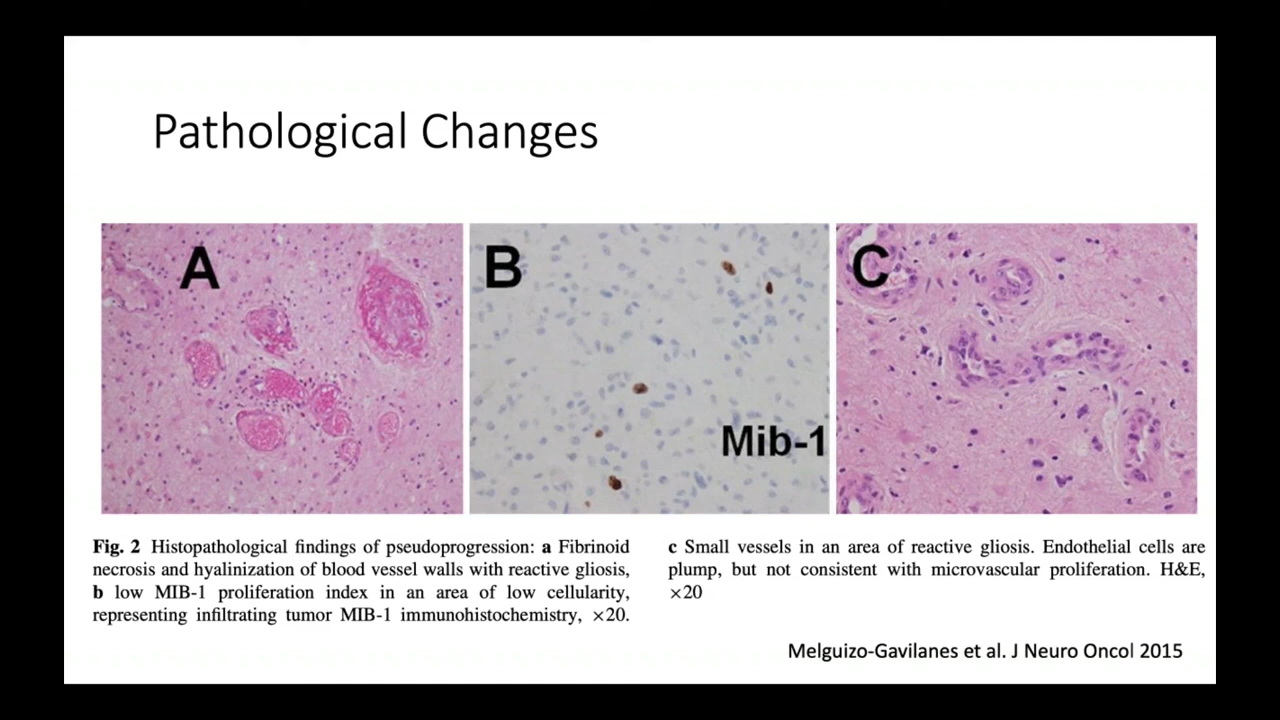 Pathological Changes
A
B
C
Mib-1
Fig. 2 Histopathological findings of pseudoprogression: a Fibrinoid
necrosis and hyalinization of blood vessel walls with reactive gliosis,
b low MIB-1 proliferation index in an area of low cellularity,
representing infiltrating tumor MIB-1 immunohistochemistry, ×20.
c Small vessels in an area of reactive gliosis. Endothelial cells are
plump, but not consistent with microvascular proliferation. H&E,
×20
Melguizo-Gavilanes et al. J Neuro Oncol 2015